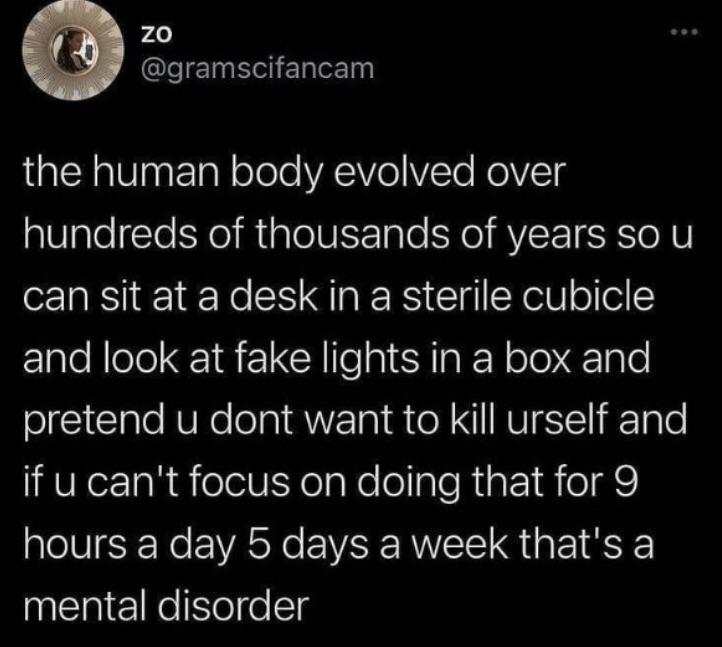 zo
@gramscifancam
the human body evolved over
hundreds of thousands of years so u
can sit at a desk in a sterile cubicle
and look at fake lights in a box and
pretend u dont want to kill urself and
if u can't focus on doing that for 9
hours a day 5 days a week that's a
mental disorder